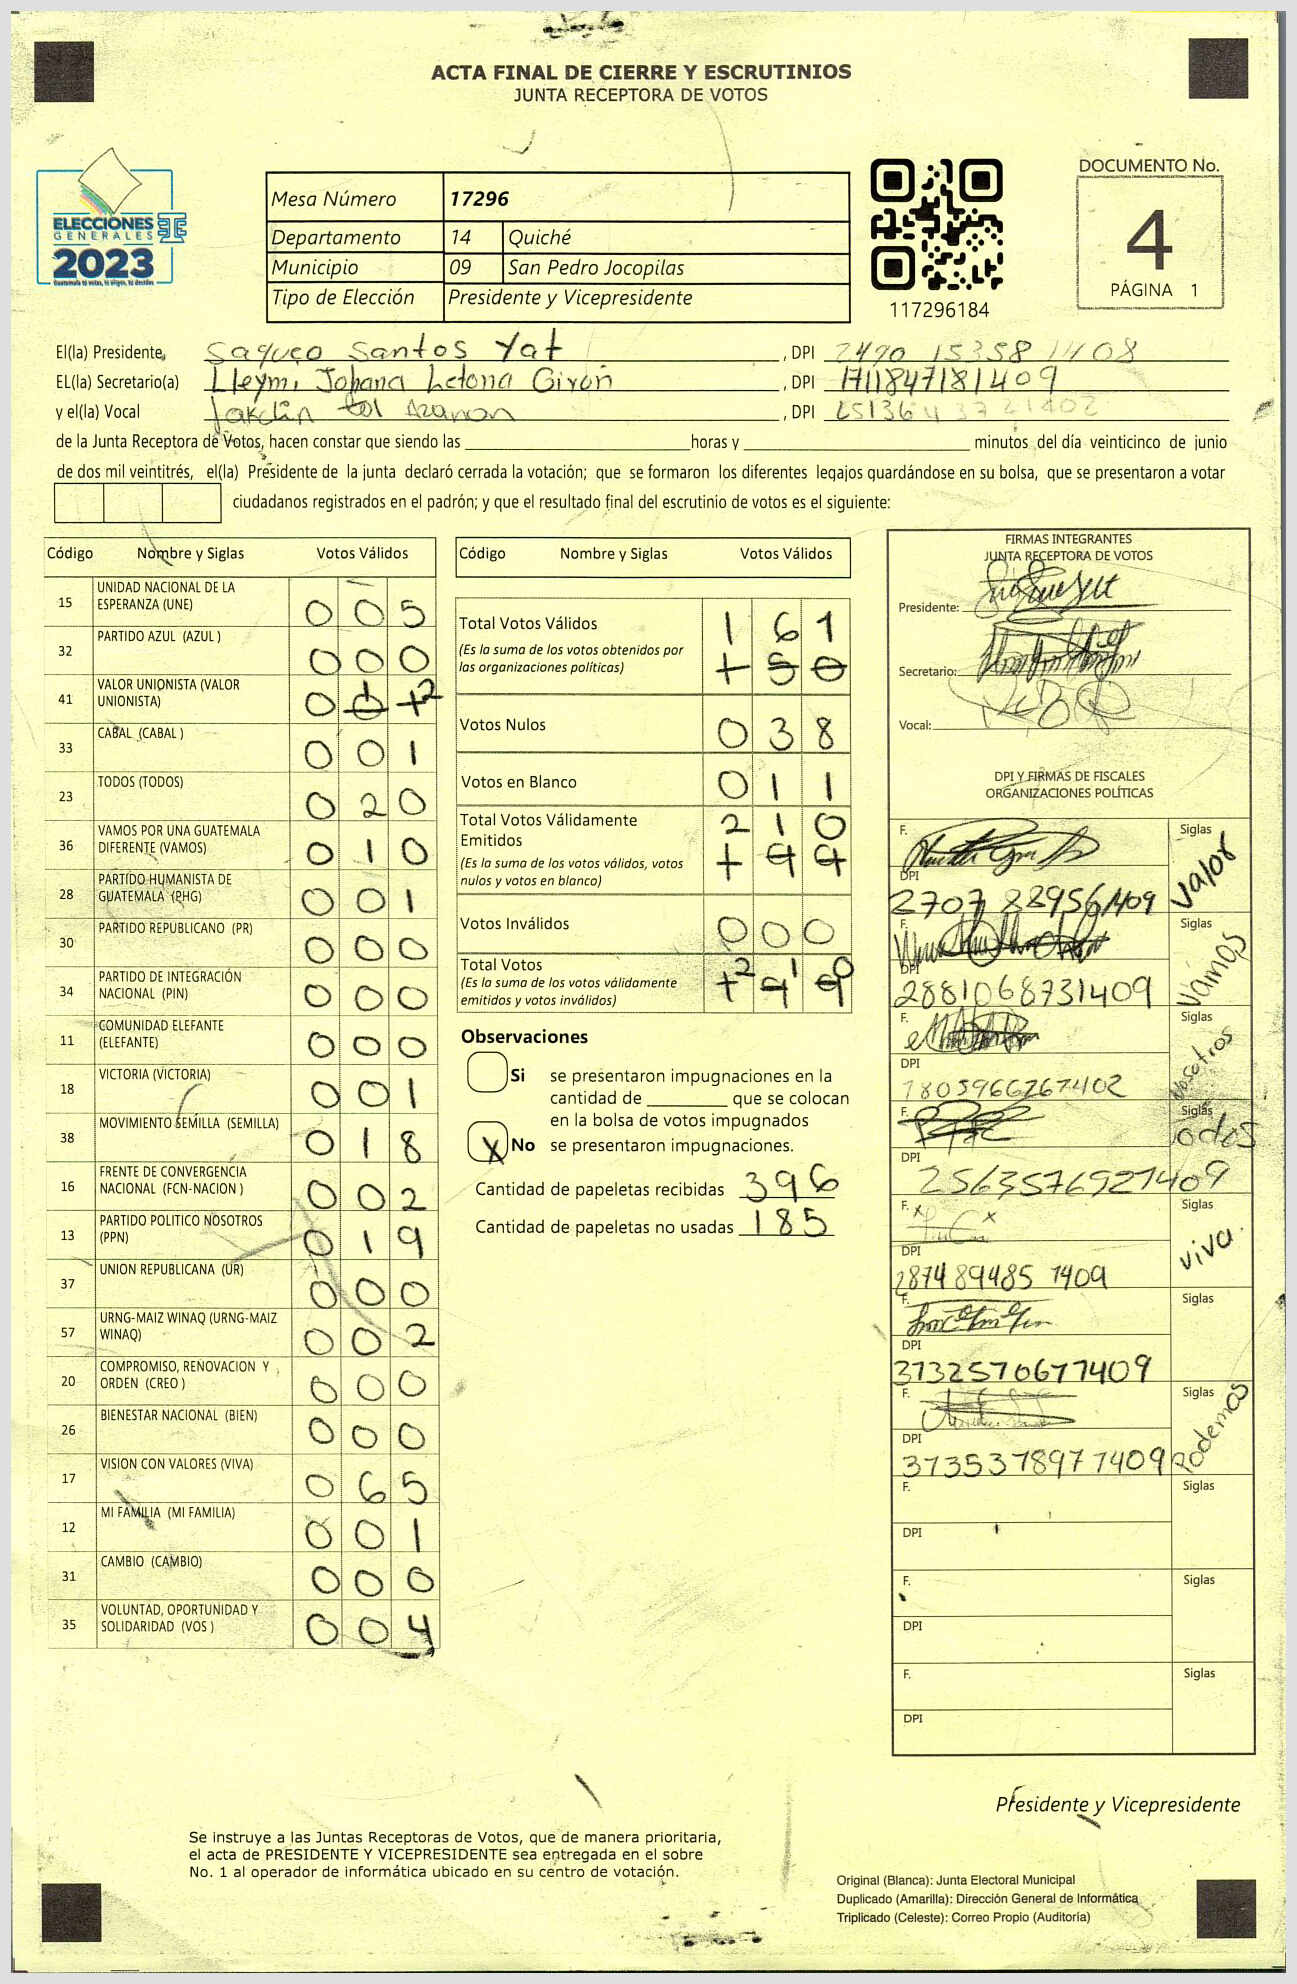 ACTA FINAL DE CIERRE Y ESCRUTINIOS
JUNTA RECEPTORA DE VOTOS
ELECCIONES
GENERALES
2023
Guatemala tú votas, tú eliges, tú decides
Mesa Número 17296
Departamento 14 Quiché
Municipio 09 San Pedro Jocopilas
Tipo de Elección Presidente y Vicepresidente
117296184
DOCUMENTO No.
4
PÁGINA 1
El(la) Presidente, Saqueo Santos Yat , DPI 2490 15358 1408
EL(la) Secretario(a) Lleymi Johana Letona Giron , DPI 1711847181409
y el(la) Vocal , DPI 2513643721402
de la Junta Receptora de Votos, hacen constar que siendo las horas y minutos del día veinticinco de junio
de dos mil veintitrés, el(la) Presidente de la junta declaró cerrada la votación; que se formaron los diferentes legajos guardándose en su bolsa, que se presentaron a votar
ciudadanos registrados en el padrón; y que el resultado final del escrutinio de votos es el siguiente:
Código Nombre y Siglas Votos Válidos
15 UNIDAD NACIONAL DE LA ESPERANZA (UNE) 0 0 5
32 PARTIDO AZUL (AZUL ) 0 0 0
41 VALOR UNIONISTA (VALOR UNIONISTA) 0 1 2
33 CABAL (CABAL ) 0 0 1
23 TODOS (TODOS) 0 2 0
36 VAMOS POR UNA GUATEMALA DIFERENTE (VAMOS) 0 1 0
28 PARTIDO HUMANISTA DE GUATEMALA (PHG) 0 0 1
30 PARTIDO REPUBLICANO (PR) 0 0 0
34 PARTIDO DE INTEGRACIÓN NACIONAL (PIN) 0 0 0
11 COMUNIDAD ELEFANTE (ELEFANTE) 0 0 0
18 VICTORIA (VICTORIA) 0 0 1
38 MOVIMIENTO SEMILLA (SEMILLA) 0 1 8
16 FRENTE DE CONVERGENCIA NACIONAL (FCN-NACION ) 0 0 2
13 PARTIDO POLITICO NOSOTROS (PPN) 0 1 9
37 UNION REPUBLICANA (UR) 0 0 0
57 URNG-MAIZ WINAQ (URNG-MAIZ WINAQ) 0 0 2
20 COMPROMISO, RENOVACION Y ORDEN (CREO ) 0 0 0
26 BIENESTAR NACIONAL (BIEN) 0 0 0
17 VISION CON VALORES (VIVA) 0 6 5
12 MI FAMILIA (MI FAMILIA) 0 0 1
31 CAMBIO (CAMBIO) 0 0 0
35 VOLUNTAD, OPORTUNIDAD Y SOLIDARIDAD (VOS ) 0 0 4
Código Nombre y Siglas Votos Válidos
Total Votos Válidos 1 6 1
(Es la suma de los votos obtenidos por las organizaciones políticas) 1 5 0
Votos Nulos 0 3 8
Votos en Blanco 0 1 1
Total Votos Válidamente Emitidos 2 1 0
(Es la suma de los votos válidos, votos nulos y votos en blanco) 1 9 9
Votos Inválidos 0 0 0
Total Votos 2 1 0
(Es la suma de los votos válidamente emitidos y votos inválidos) 1 9 9
Observaciones
Si se presentaron impugnaciones en la
cantidad de que se colocan
en la bolsa de votos impugnados
X No se presentaron impugnaciones.
Cantidad de papeletas recibidas 396
Cantidad de papeletas no usadas 185
FIRMAS INTEGRANTES
JUNTA RECEPTORA DE VOTOS
Presidente:
Secretario:
Vocal:
DPI Y FIRMAS DE FISCALES
ORGANIZACIONES POLÍTICAS
F. Siglas Valor
DPI 2707 889561409
F. Siglas Vamos
DPI 2881068731409
F. Siglas Nosotros
DPI 1805966267402
F. Siglas odos
DPI 2563576921409
F. Siglas viva.
DPI 2874 89485 1409
F. Siglas
DPI 3732570677409
F. Siglas Podemos
DPI 3735378977409
F. Siglas
DPI
F. Siglas
DPI
F. Siglas
DPI
Presidente y Vicepresidente
Se instruye a las Juntas Receptoras de Votos, que de manera prioritaria,
el acta de PRESIDENTE Y VICEPRESIDENTE sea entregada en el sobre
No. 1 al operador de informática ubicado en su centro de votación.
Original (Blanca): Junta Electoral Municipal
Duplicado (Amarilla): Dirección General de Informática
Triplicado (Celeste): Correo Propio (Auditoría)